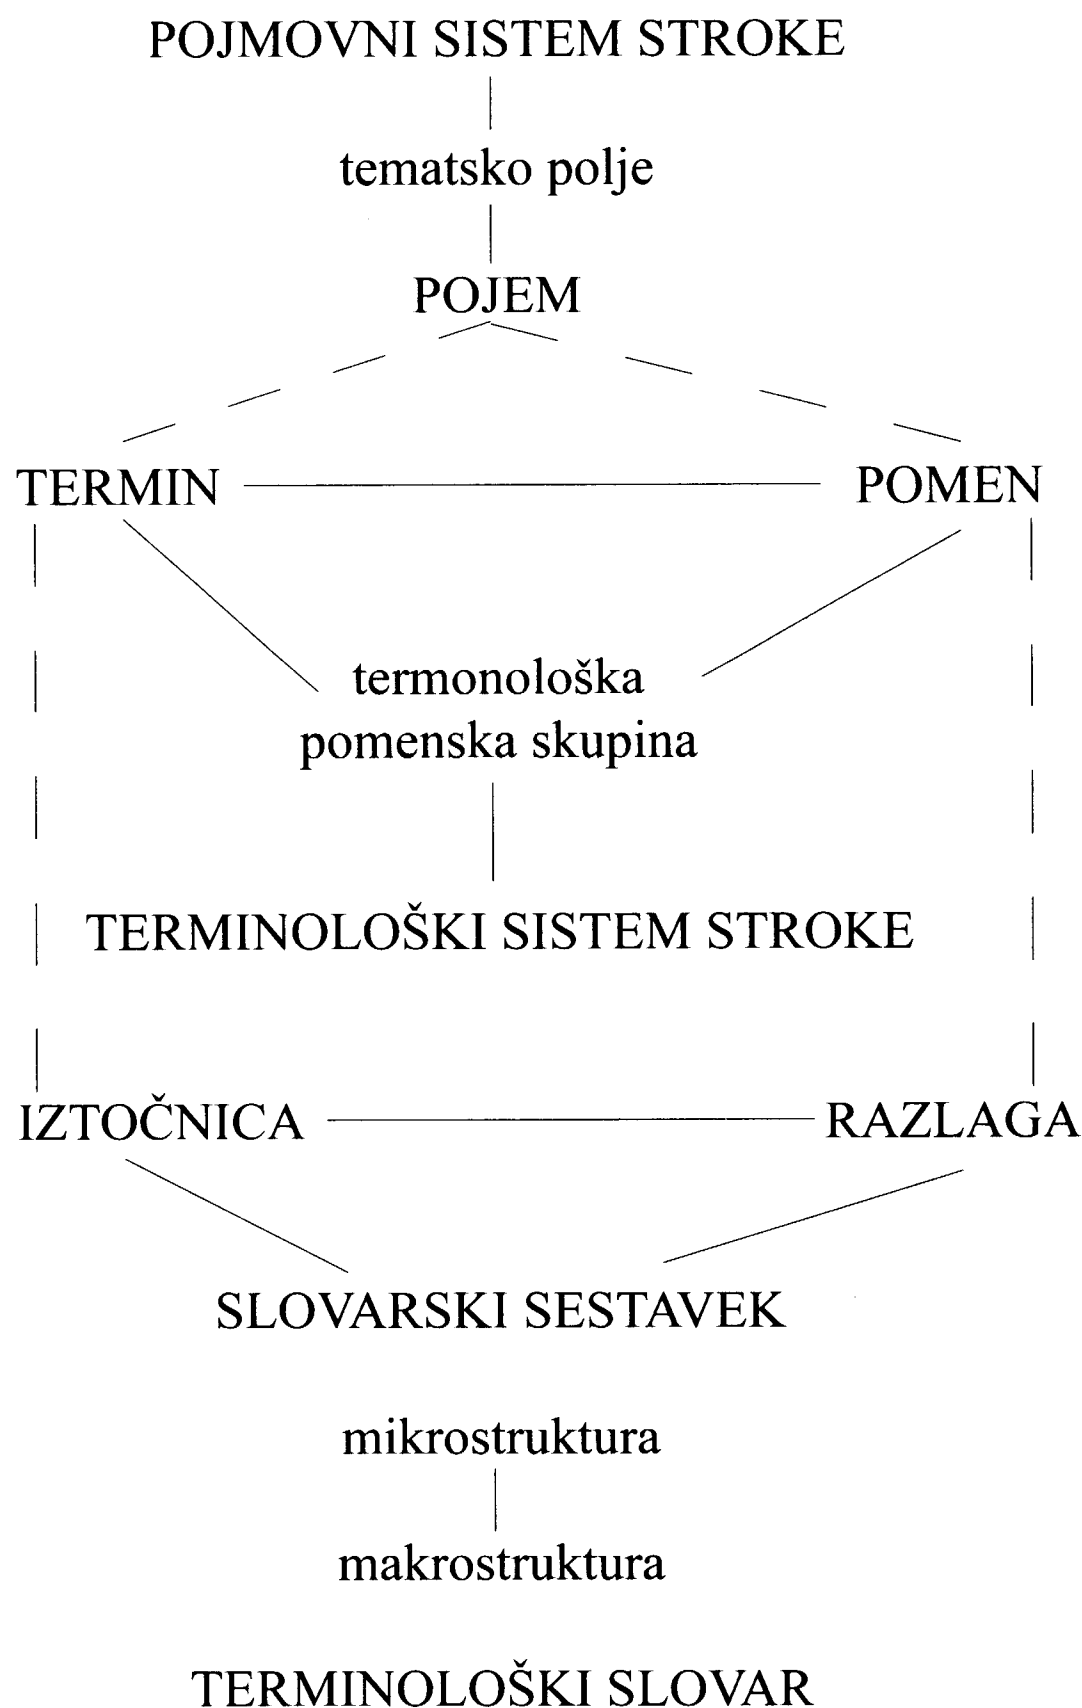 POJMOVNI SISTEM STROKE
tematsko polje
POJEM
TERMIN
POMEN
termonološka
pomenska skupina
TERMINOLOŠKI SISTEM STROKE
IZTOČNICA
RAZLAGA
SLOVARSKI SESTAVEK
mikrostruktura
makrostruktura
TERMINOLOŠKI SLOVAR